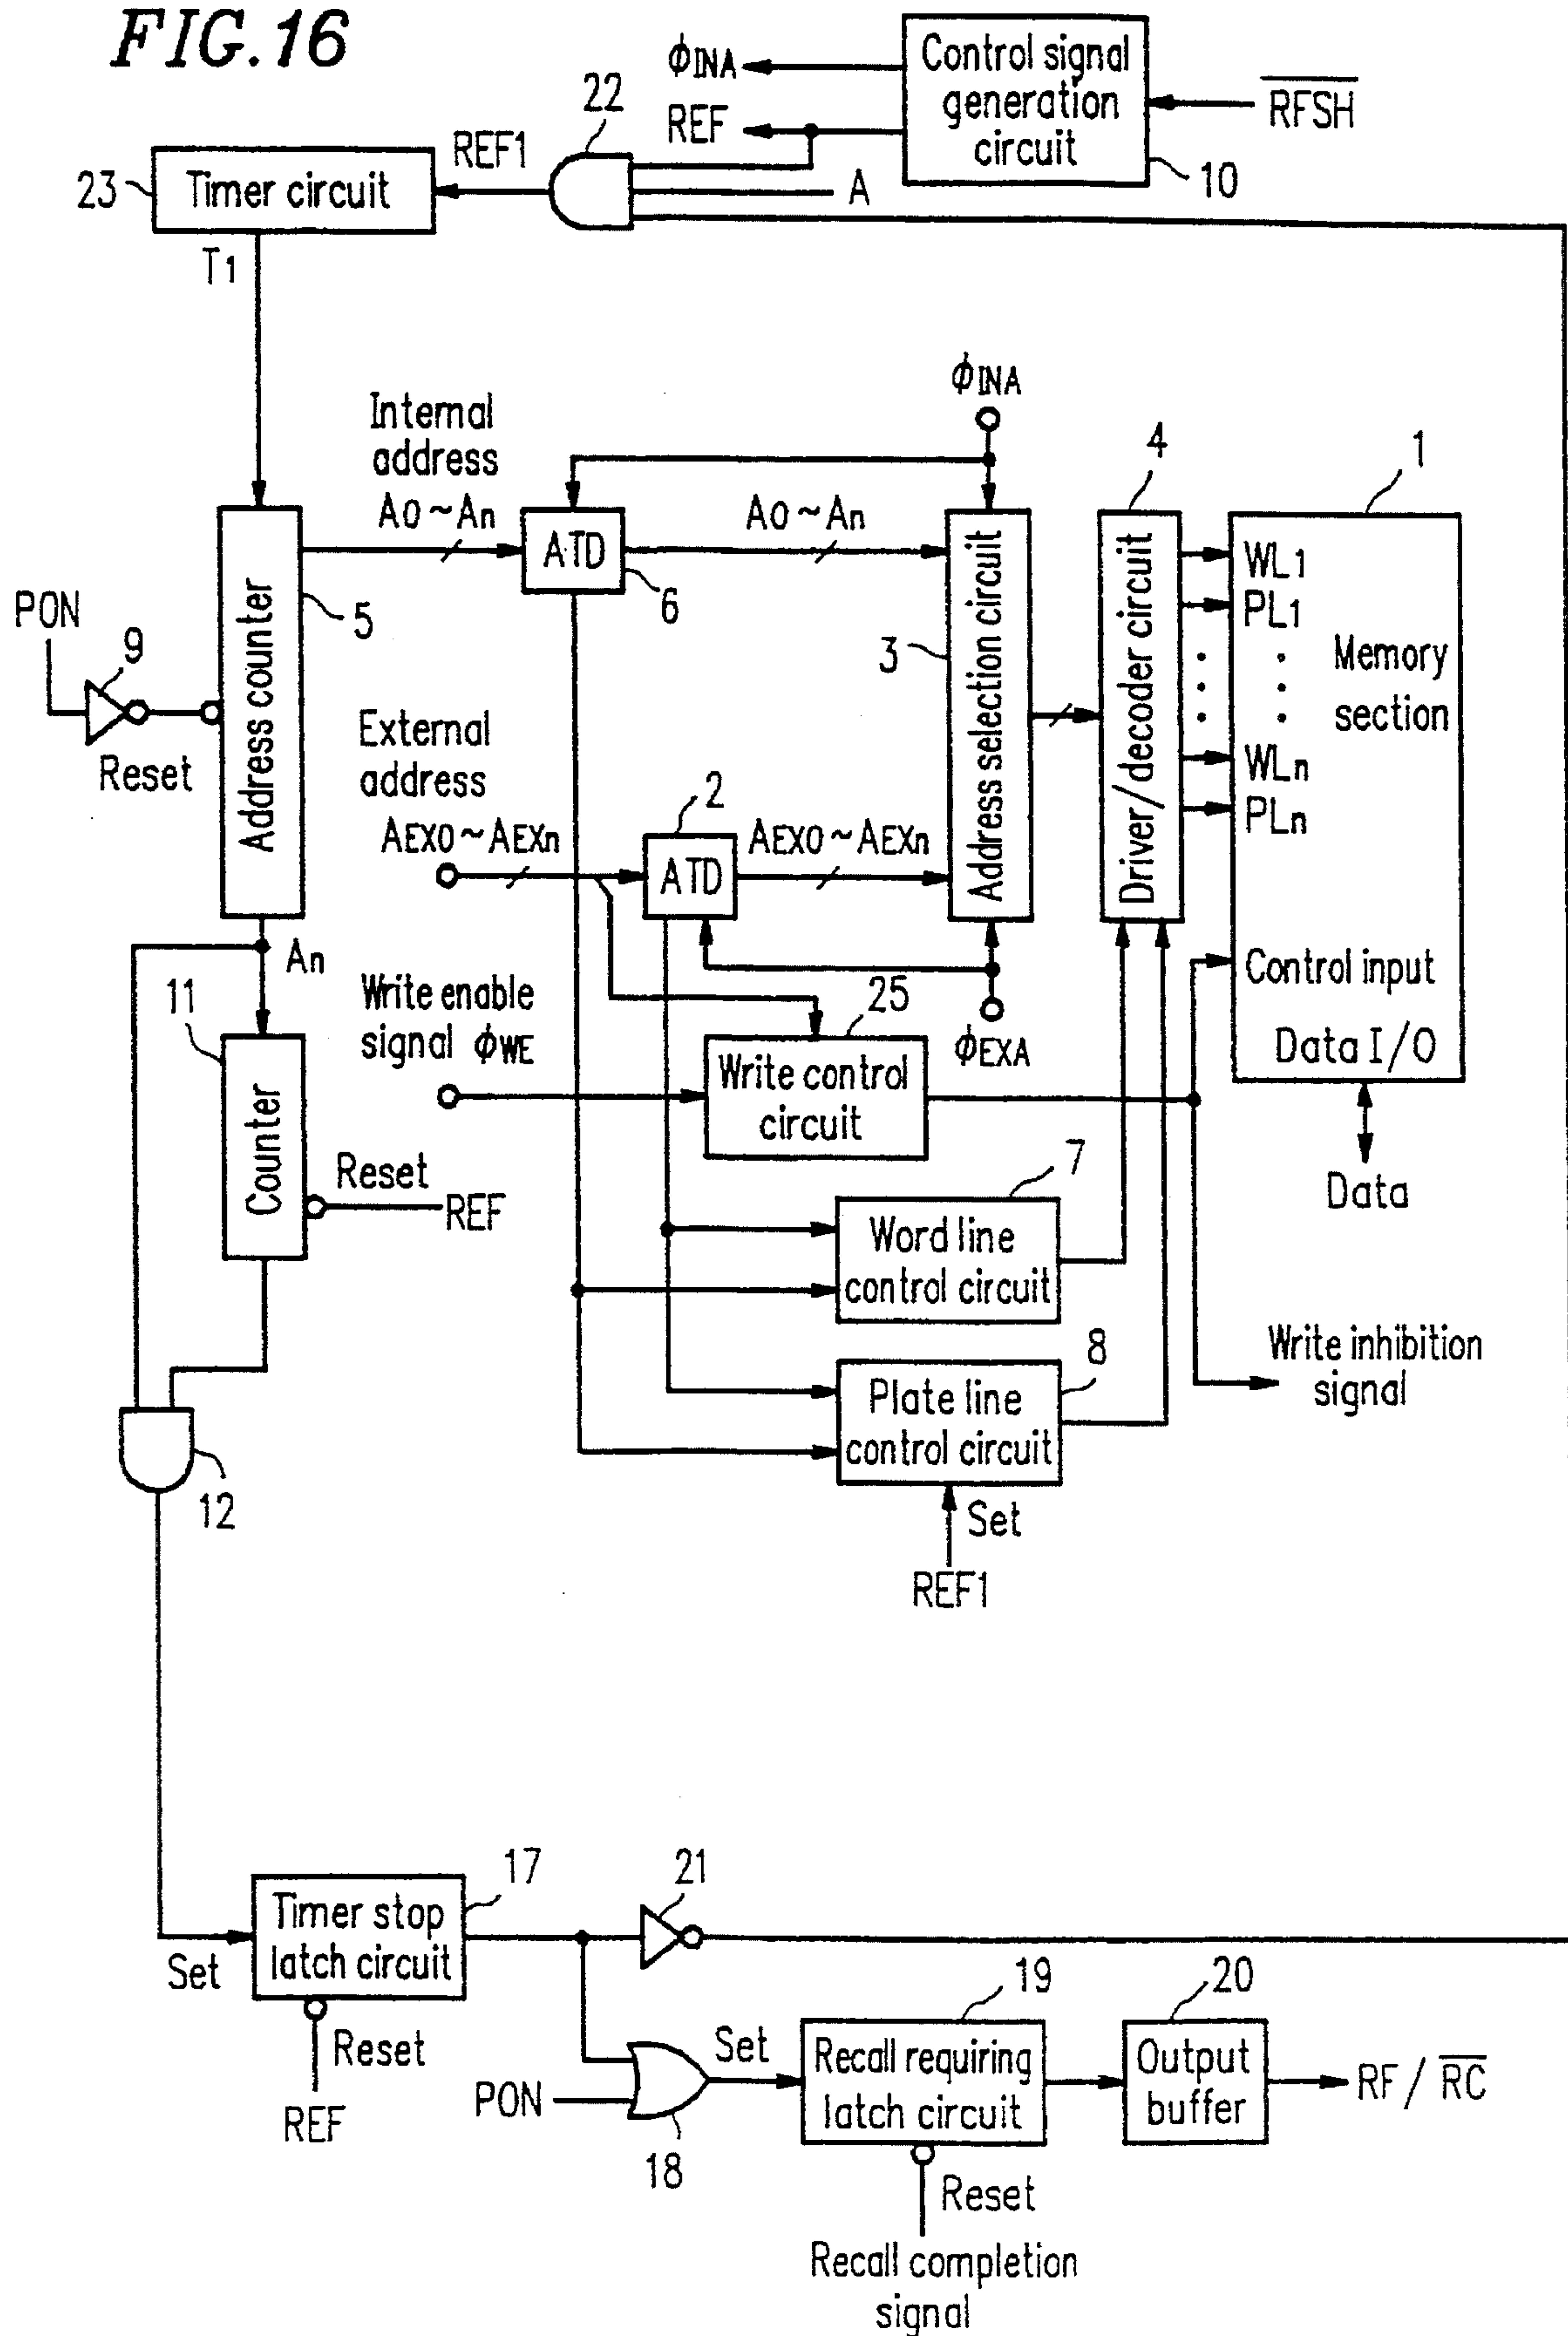 FIG.16
ϕINA
REF
Control signal
generation
circuit
R̅F̅S̅H̅
10
22
REF1
A
23
Timer circuit
T1
ϕINA
Internal
address
A0~An
ATD
6
A0~An
4
1
PON
9
Reset
Address counter
5
3
Address selection circuit
Driver/decoder circuit
WL1
PL1
Memory
section
WLn
PLn
External
address
AEX0~AEXn
2
ATD
AEX0~AEXn
An
Control input
Data I/O
Data
11
Counter
Reset
REF
Write enable
signal ϕWE
25
ϕEXA
Write control
circuit
7
Word line
control circuit
Write inhibition
signal
8
Plate line
control circuit
Set
REF1
12
17
Timer stop
latch circuit
Set
Reset
REF
21
PON
18
Set
19
Recall requiring
latch circuit
Reset
Recall completion
signal
20
Output
buffer
RF / R̅C̅